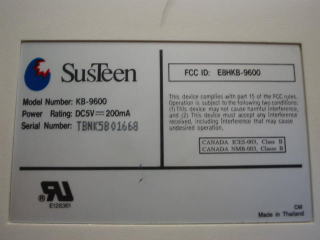 SusTeen
Model Number: KB-9600
Power Rating: DC5V⎓200mA
Serial Number: TBNK5B01668
FCC ID: E8HKB-9600
This device complies with part 15 of the FCC rules.
Operation is subject to the following two conditions;
(1) This device may not cause harmful interference,
and (2) This device must accept any interference
received, including interference that may cause
undesired operation.
CANADA ICES-003, Class B
CANADA NMB-003, Classe B
E128361
CM
Made in Thailand